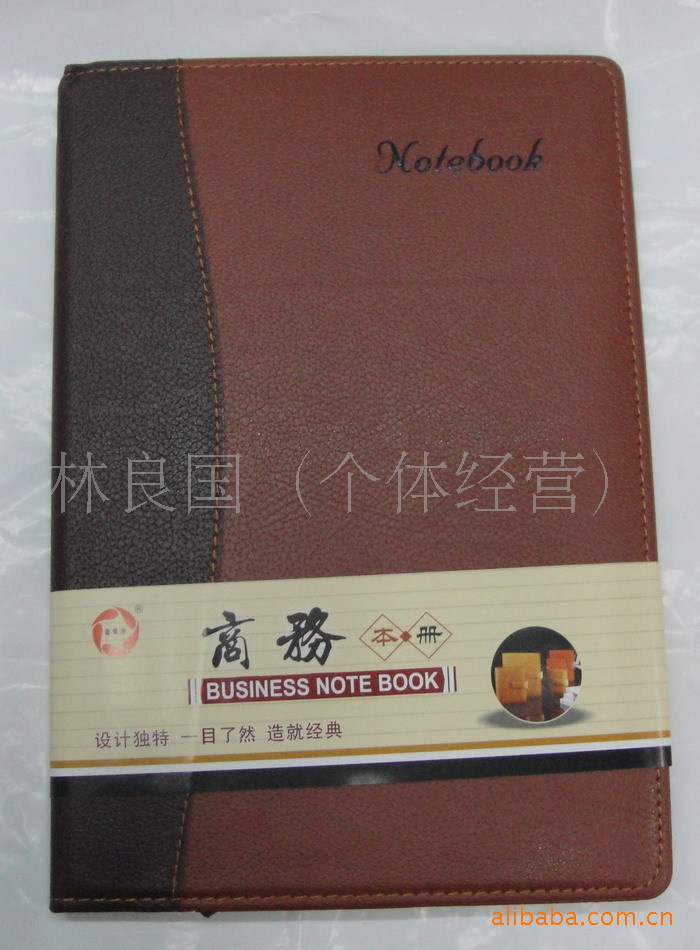 Notebook
林良国（个体经营）
®
商務 本册
BUSINESS NOTE BOOK
设计独特 一目了然 造就经典
alibaba.com.cn